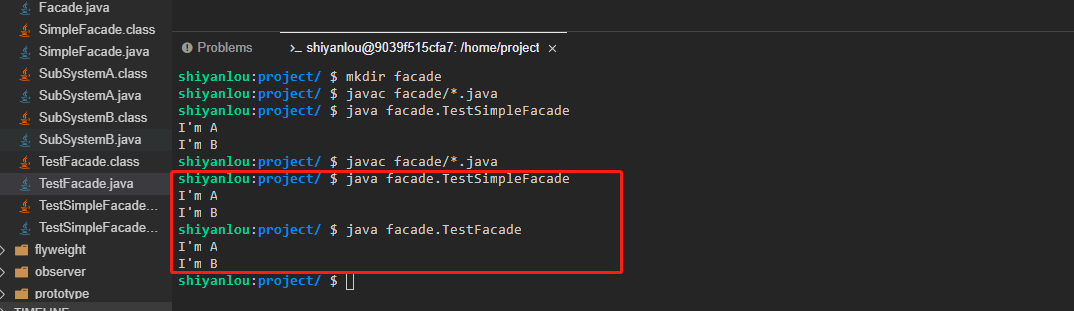 Facade.java
SimpleFacade.class
SimpleFacade.java
SubSystemA.class
SubSystemA.java
SubSystemB.class
SubSystemB.java
TestFacade.class
TestFacade.java
TestSimpleFacade...
TestSimpleFacade...
flyweight
observer
prototype
TIMELINE
Problems
shiyanlou@9039f515cfa7: /home/project
shiyanlou:project/ $ mkdir facade
shiyanlou:project/ $ javac facade/*.java
shiyanlou:project/ $ java facade.TestSimpleFacade
I'm A
I'm B
shiyanlou:project/ $ javac facade/*.java
shiyanlou:project/ $ java facade.TestSimpleFacade
I'm A
I'm B
shiyanlou:project/ $ java facade.TestFacade
I'm A
I'm B
shiyanlou:project/ $